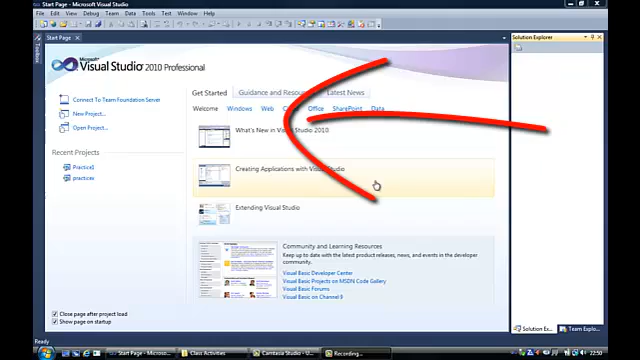 Start Page - Microsoft Visual Studio
File Edit View Debug Team Data Tools Test Window Help
Start Page
Solution Explorer
Toolbox
Microsoft
Visual Studio 2010 Professional
Connect To Team Foundation Server
New Project...
Open Project...
Recent Projects
Practice1
practices
Get Started Guidance and Resources Latest News
Welcome Windows Web Office SharePoint Data
What's New in Visual Studio 2010
Creating Applications with Visual Studio
Extending Visual Studio
Community and Learning Resources
Keep up to date with the latest product releases, news, and events in the developer
community.
Visual Basic Developer Center
Visual Basic Projects on MSDN Code Gallery
Visual Basic Forums
Visual Basic on Channel 9
Close page after project load
Show page on startup
Solution Ex... Team Explo...
Ready
Start Page - Microso... Class Activities Camtasia Studio - U... Recording... 22:50